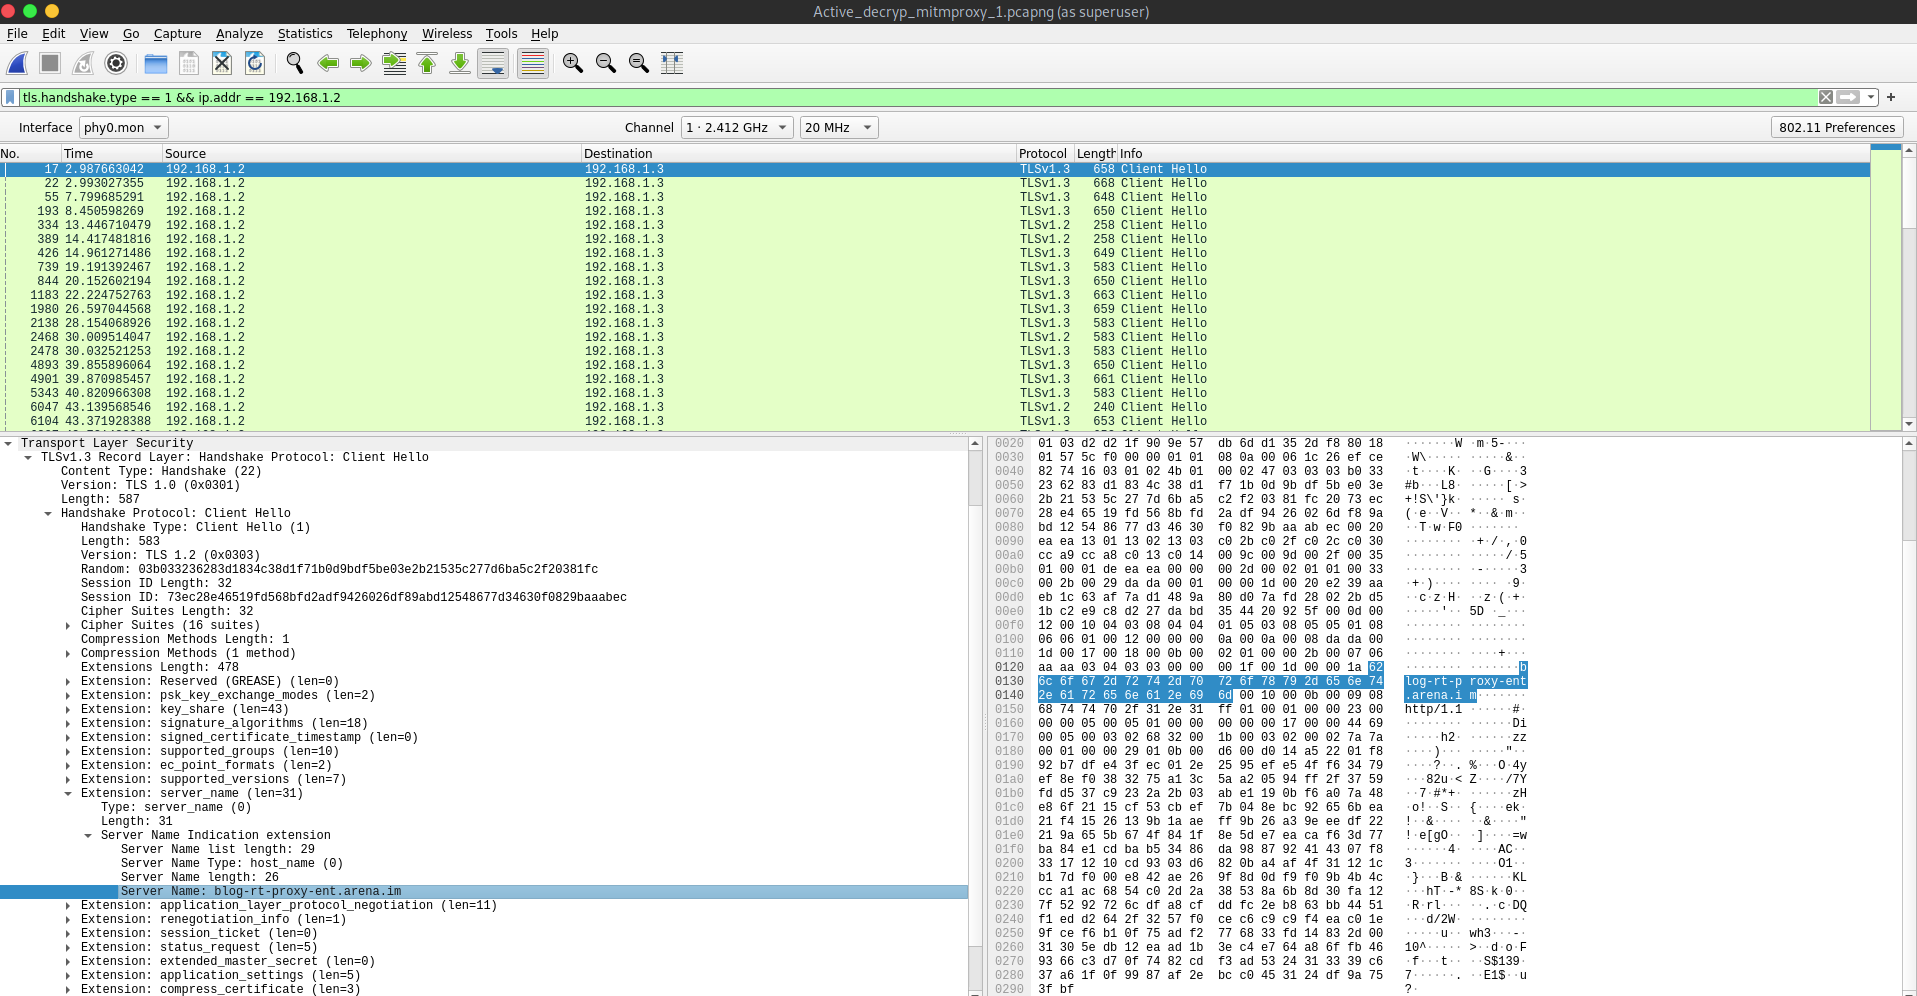 Active_decryp_mitmproxy_1.pcapng (as superuser)
File Edit View Go Capture Analyze Statistics Telephony Wireless Tools Help
tls.handshake.type == 1 && ip.addr == 192.168.1.2
Interface phy0.mon Channel 1 · 2.412 GHz 20 MHz 802.11 Preferences
No. Time Source Destination Protocol Length Info
17 2.987663042 192.168.1.2 192.168.1.3 TLSv1.3 658 Client Hello
22 2.993027355 192.168.1.2 192.168.1.3 TLSv1.3 668 Client Hello
55 7.799685291 192.168.1.2 192.168.1.3 TLSv1.3 648 Client Hello
193 8.450598269 192.168.1.2 192.168.1.3 TLSv1.3 650 Client Hello
334 13.446710479 192.168.1.2 192.168.1.3 TLSv1.2 258 Client Hello
389 14.417481816 192.168.1.2 192.168.1.3 TLSv1.2 258 Client Hello
426 14.961271486 192.168.1.2 192.168.1.3 TLSv1.3 649 Client Hello
739 19.191392467 192.168.1.2 192.168.1.3 TLSv1.3 583 Client Hello
844 20.152602194 192.168.1.2 192.168.1.3 TLSv1.3 650 Client Hello
1183 22.224752763 192.168.1.2 192.168.1.3 TLSv1.3 663 Client Hello
1980 26.597044568 192.168.1.2 192.168.1.3 TLSv1.3 659 Client Hello
2138 28.154068926 192.168.1.2 192.168.1.3 TLSv1.3 583 Client Hello
2468 30.009514047 192.168.1.2 192.168.1.3 TLSv1.2 583 Client Hello
2478 30.032521253 192.168.1.2 192.168.1.3 TLSv1.3 583 Client Hello
4893 39.855896064 192.168.1.2 192.168.1.3 TLSv1.3 650 Client Hello
4901 39.870985457 192.168.1.2 192.168.1.3 TLSv1.3 661 Client Hello
5343 40.820966308 192.168.1.2 192.168.1.3 TLSv1.3 583 Client Hello
6047 43.139568546 192.168.1.2 192.168.1.3 TLSv1.2 240 Client Hello
6104 43.371928388 192.168.1.2 192.168.1.3 TLSv1.3 653 Client Hello
Transport Layer Security
TLSv1.3 Record Layer: Handshake Protocol: Client Hello
Content Type: Handshake (22)
Version: TLS 1.0 (0x0301)
Length: 587
Handshake Protocol: Client Hello
Handshake Type: Client Hello (1)
Length: 583
Version: TLS 1.2 (0x0303)
Random: 03b033236283d1834c38d1f71b0d9bdf5be03e2b21535c277d6ba5c2f20381fc
Session ID Length: 32
Session ID: 73ec28e46519fd568bfd2adf9426026df89abd12548677d34630f0829baaabec
Cipher Suites Length: 32
Cipher Suites (16 suites)
Compression Methods Length: 1
Compression Methods (1 method)
Extensions Length: 478
Extension: Reserved (GREASE) (len=0)
Extension: psk_key_exchange_modes (len=2)
Extension: key_share (len=43)
Extension: signature_algorithms (len=18)
Extension: signed_certificate_timestamp (len=0)
Extension: supported_groups (len=10)
Extension: ec_point_formats (len=2)
Extension: supported_versions (len=7)
Extension: server_name (len=31)
Type: server_name (0)
Length: 31
Server Name Indication extension
Server Name list length: 29
Server Name Type: host_name (0)
Server Name length: 26
Server Name: blog-rt-proxy-ent.arena.im
Extension: application_layer_protocol_negotiation (len=11)
Extension: renegotiation_info (len=1)
Extension: session_ticket (len=0)
Extension: status_request (len=5)
Extension: extended_master_secret (len=0)
Extension: application_settings (len=5)
Extension: compress_certificate (len=3)
0020 01 03 d2 d2 1f 90 9e 57 db 6d d1 35 2d f8 80 18 ·······W ·m·5-···
0030 01 57 5c f0 00 00 01 01 08 0a 00 06 1c 26 ef ce ·W\····· ·····&··
0040 82 74 16 03 01 02 4b 01 00 02 47 03 03 03 b0 33 ·t····K· ··G····3
0050 23 62 83 d1 83 4c 38 d1 f7 1b 0d 9b df 5b e0 3e #b···L8· ·····[·>
0060 2b 21 53 5c 27 7d 6b a5 c2 f2 03 81 fc 20 73 ec +!S\'}k· ····· s·
0070 28 e4 65 19 fd 56 8b fd 2a df 94 26 02 6d f8 9a (·e··V·· *··&·m··
0080 bd 12 54 86 77 d3 46 30 f0 82 9b aa ab ec 00 20 ··T·w·F0 ·······
0090 ea ea 13 01 13 02 13 03 c0 2b c0 2f c0 2c c0 30 ········ ·+·/·,·0
00a0 cc a9 cc a8 c0 13 c0 14 00 9c 00 9d 00 2f 00 35 ········ ·····/·5
00b0 01 00 01 de ea ea 00 00 00 2d 00 02 01 01 00 33 ········ ·-·····3
00c0 00 2b 00 29 da da 00 01 00 00 1d 00 20 e2 39 aa ·+·)···· ···· ·9·
00d0 eb 1c 63 af 7a d1 48 9a 80 d0 7a fd 28 02 2b d5 ··c·z·H· ··z·(·+·
00e0 1b c2 e9 c8 d2 27 da bd 35 44 20 92 5f 00 0d 00 ·····'·· 5D ·_···
00f0 12 00 10 04 03 08 04 04 01 05 03 08 05 05 01 08 ········ ········
0100 06 06 01 00 12 00 00 00 0a 00 0a 00 08 da da 00 ········ ········
0110 1d 00 17 00 18 00 0b 00 02 01 00 00 2b 00 07 06 ········ ····+···
0120 aa aa 03 04 03 03 00 00 00 1f 00 1d 00 00 1a 62 ········ ·······b
0130 6c 6f 67 2d 72 74 2d 70 72 6f 78 79 2d 65 6e 74 log-rt-p roxy-ent
0140 2e 61 72 65 6e 61 2e 69 6d 00 10 00 0b 00 09 08 .arena.i m·······
0150 68 74 74 70 2f 31 2e 31 ff 01 00 01 00 00 23 00 http/1.1 ······#·
0160 00 00 05 00 05 01 00 00 00 00 00 17 00 00 44 69 ········ ······Di
0170 00 05 00 03 02 68 32 00 1b 00 03 02 00 02 7a 7a ·····h2· ······zz
0180 00 01 00 00 29 01 0b 00 d6 00 d0 14 a5 22 01 f8 ····)··· ·····"··
0190 92 b7 df e4 3f ec 01 2e 25 95 ef e5 4f f6 34 79 ····?··. %···O·4y
01a0 ef 8e f0 38 32 75 a1 3c 5a a2 05 94 ff 2f 37 59 ···82u·< Z····/7Y
01b0 fd d5 37 c9 23 2a 2b 03 ab e1 19 0b f6 a0 7a 48 ··7·#*+· ······zH
01c0 e8 6f 21 15 cf 53 cb ef 7b 04 8e bc 92 65 6b ea ·o!··S·· {····ek·
01d0 21 f4 15 26 13 9b 1a ae ff 9b 26 a3 9e ee df 22 !··&···· ··&····"
01e0 21 9a 65 5b 67 4f 84 1f 8e 5d e7 ea ca f6 3d 77 !·e[gO·· ·]····=w
01f0 ba 84 e1 cd ba b5 34 86 da 98 87 92 41 43 07 f8 ······4· ····AC··
0200 33 17 12 10 cd 93 03 d6 82 0b a4 af 4f 31 12 1c 3······· ····O1··
0210 b1 7d f0 00 e8 42 ae 26 9f 8d 0d f9 f0 9b 4b 4c ·}···B·& ······KL
0220 cc a1 ac 68 54 c0 2d 2a 38 53 8a 6b 8d 30 fa 12 ···hT·-* 8S·k·0··
0230 7f 52 92 72 6c df a8 cf dd fc 2e b8 63 bb 44 51 ·R·rl··· ··.·c·DQ
0240 f1 ed d2 64 2f 32 57 f0 ce c6 c9 c9 f4 ea c0 1e ···d/2W· ········
0250 9f ce f6 b1 0f 75 ad f2 77 68 33 fd 14 83 2d 00 ·····u·· wh3···-·
0260 31 30 5e db 12 ea ad 1b 3e c4 e7 64 a8 6f fb 46 10^····· >··d·o·F
0270 93 66 c3 d7 0f 74 82 cd f3 ad 53 24 31 33 39 c6 ·f···t·· ··S$139·
0280 37 a6 1f 0f 99 87 af 2e bc c0 45 31 24 df 9a 75 7······. ··E1$··u
0290 3f bf ?·